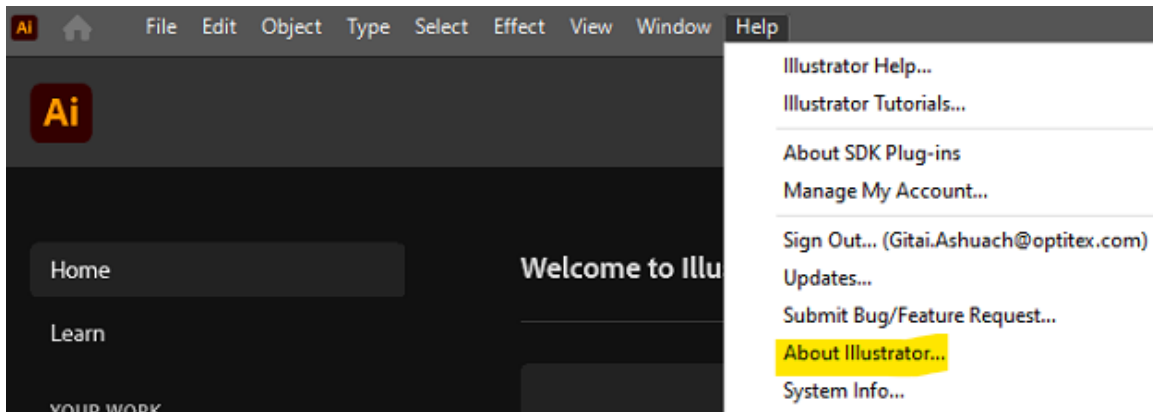 Ai File Edit Object Type Select Effect View Window Help
Ai
Home
Learn
YOUR WORK
Welcome to Illu
Illustrator Help...
Illustrator Tutorials...
About SDK Plug-ins
Manage My Account...
Sign Out... (Gitai.Ashuach@optitex.com)
Updates...
Submit Bug/Feature Request...
About Illustrator...
System Info...